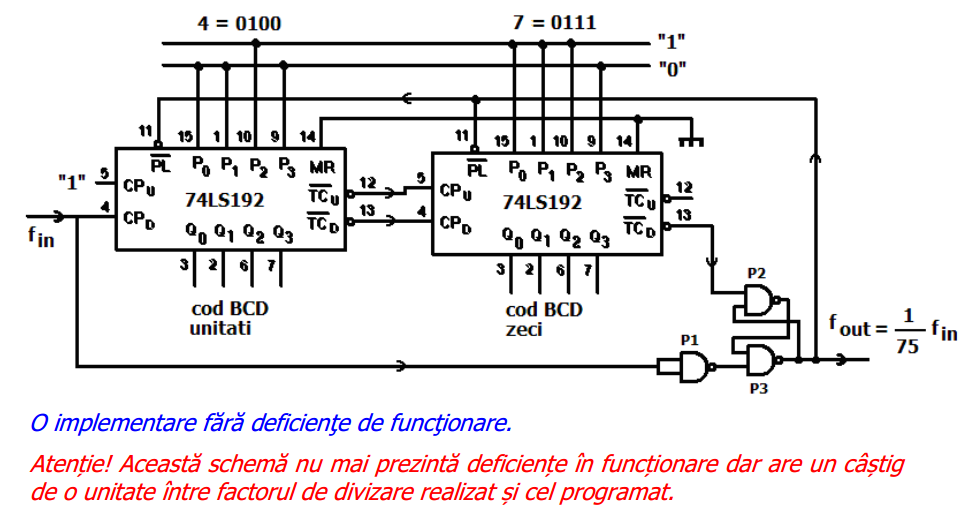 4 = 0100 7 = 0111
"1"
"0"
11 15 1 10 9 14 11 15 1 10 9 14
PL P0 P1 P2 P3 MR PL P0 P1 P2 P3 MR
"1" 5 CPU 74LS192 TCU 12 5 CPU 74LS192 TCU 12
fin 4 CPD TCD 13 4 CPD TCD 13
Q0 Q1 Q2 Q3 Q0 Q1 Q2 Q3
3 2 6 7 3 2 6 7
cod BCD cod BCD
unitati zeci
P2
P1
P3
fout = 1/75 fin
O implementare fără deficienţe de funcţionare.
Atenție! Această schemă nu mai prezintă deficiențe în funcționare dar are un câștig
de o unitate între factorul de divizare realizat și cel programat.